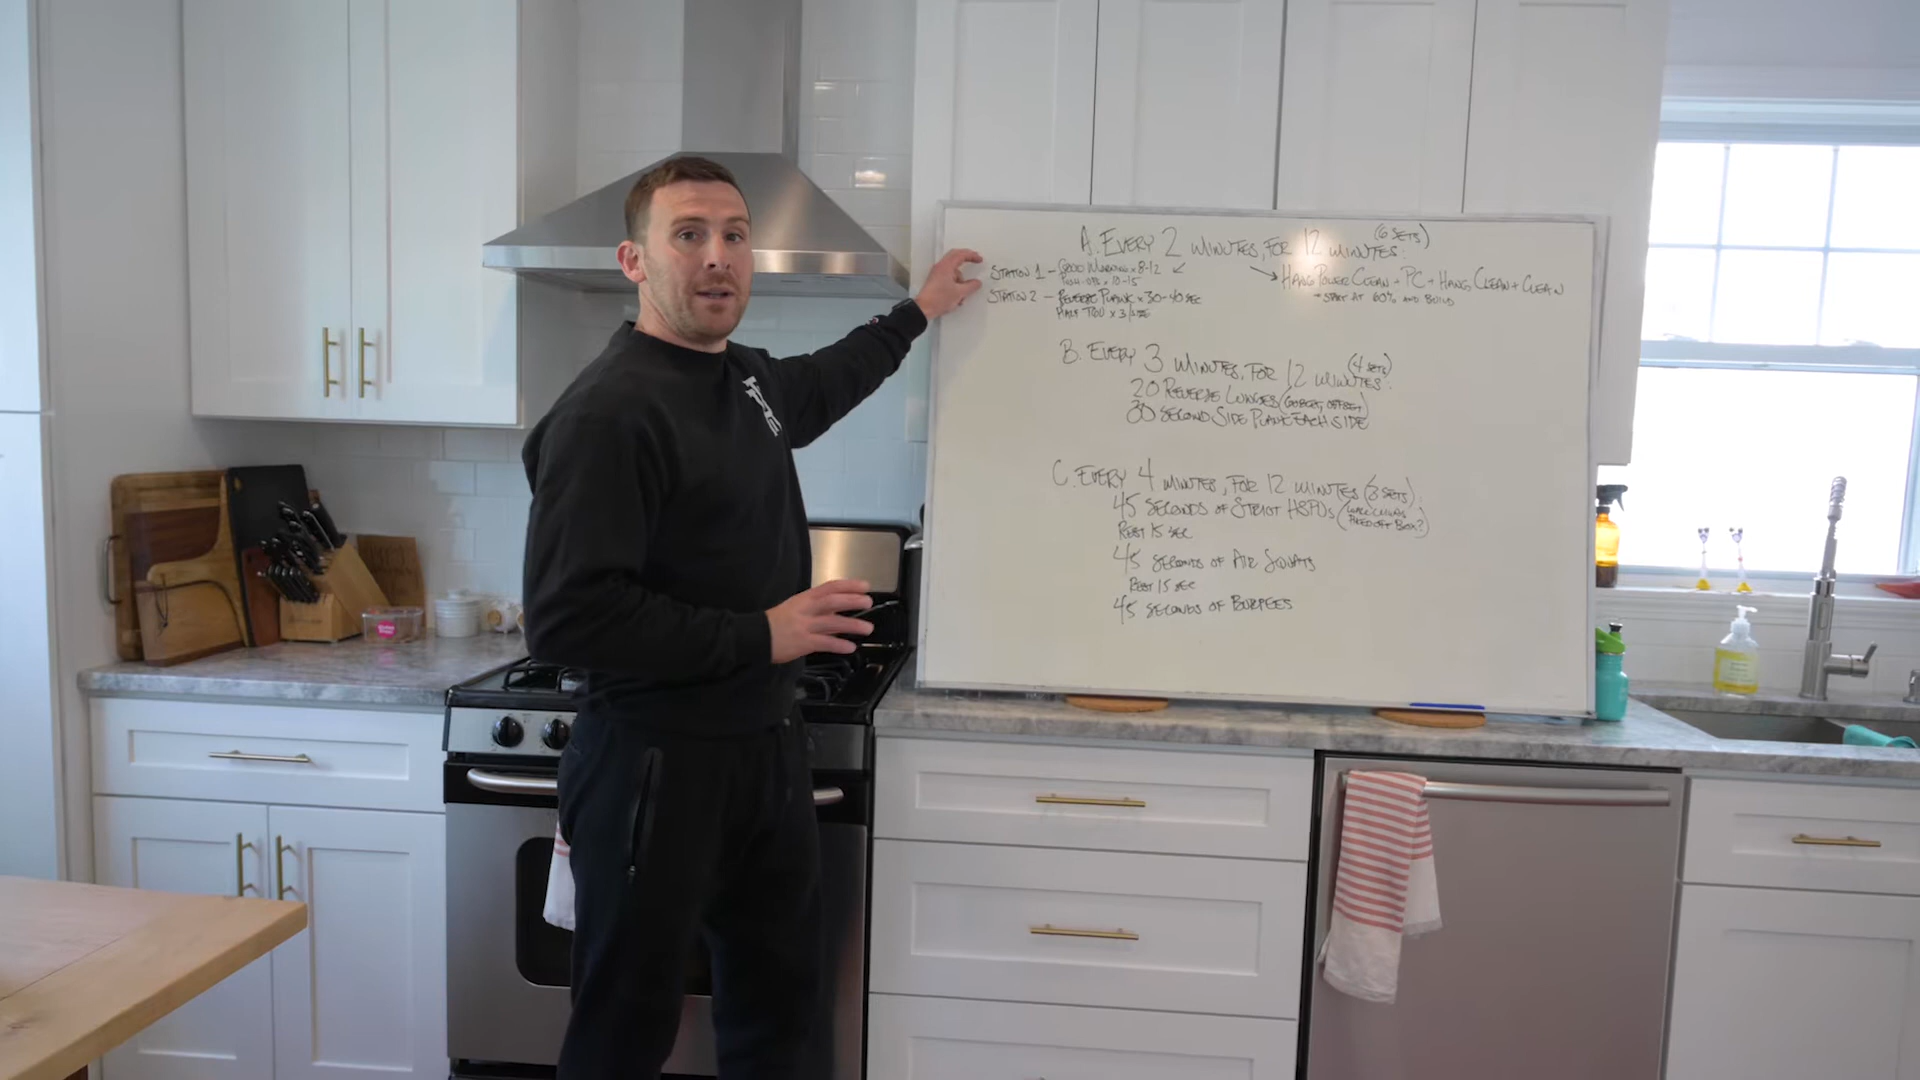 A. EVERY 2 MINUTES, FOR 12 MINUTES: (6 SETS)
STATION 1 - GOOD MORNING x 8-12
PUSH-UPS x 10-15
STATION 2 - REVERSE PLANK x 30-40 SEC
HALF TGU x 3/SIDE
HANG POWER CLEAN + PC + HANG CLEAN + CLEAN
- START AT 60% AND BUILD
B. EVERY 3 MINUTES, FOR 12 MINUTES: (4 SETS)
20 REVERSE LUNGES (GOBLET, OFFSET)
30 SECOND SIDE PLANK EACH SIDE
C. EVERY 4 MINUTES, FOR 12 MINUTES (3 SETS):
45 SECONDS OF STRICT HSPUs (WALL CLIMBS
PIKED OFF BOX?)
REST 15 SEC
45 SECONDS OF AIR SQUATS
REST 15 SEC
45 SECONDS OF BURPEES